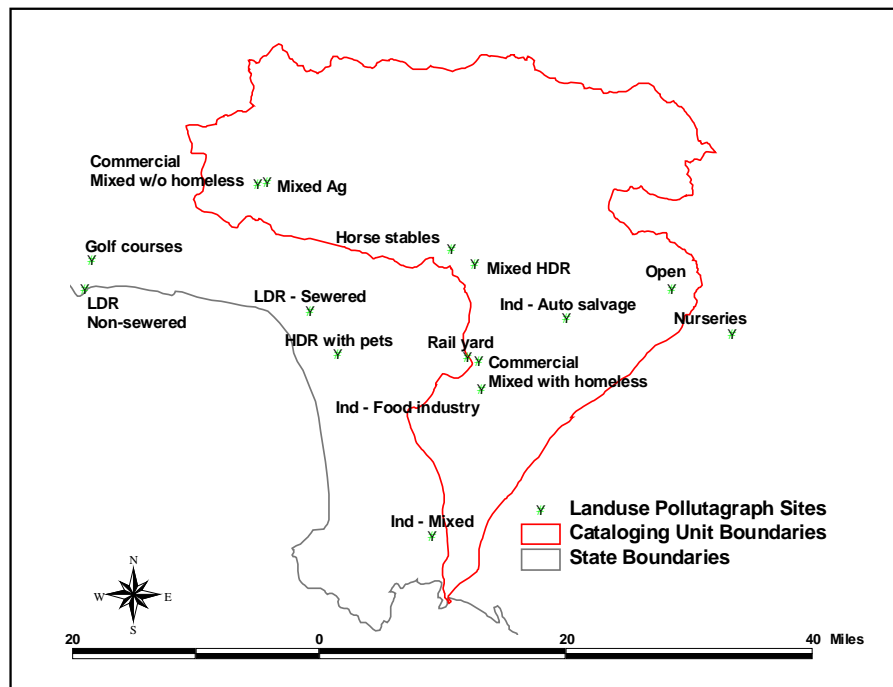 Commercial
Mixed w/o homeless
Mixed Ag
Golf courses
Horse stables
Mixed HDR
Open
LDR
Non-sewered
LDR - Sewered
Ind - Auto salvage
Nurseries
HDR with pets
Rail yard
Commercial
Mixed with homeless
Ind - Food industry
Ind - Mixed
Landuse Pollutagraph Sites
Cataloging Unit Boundaries
State Boundaries
N
W E
S
20 0 20 40 Miles